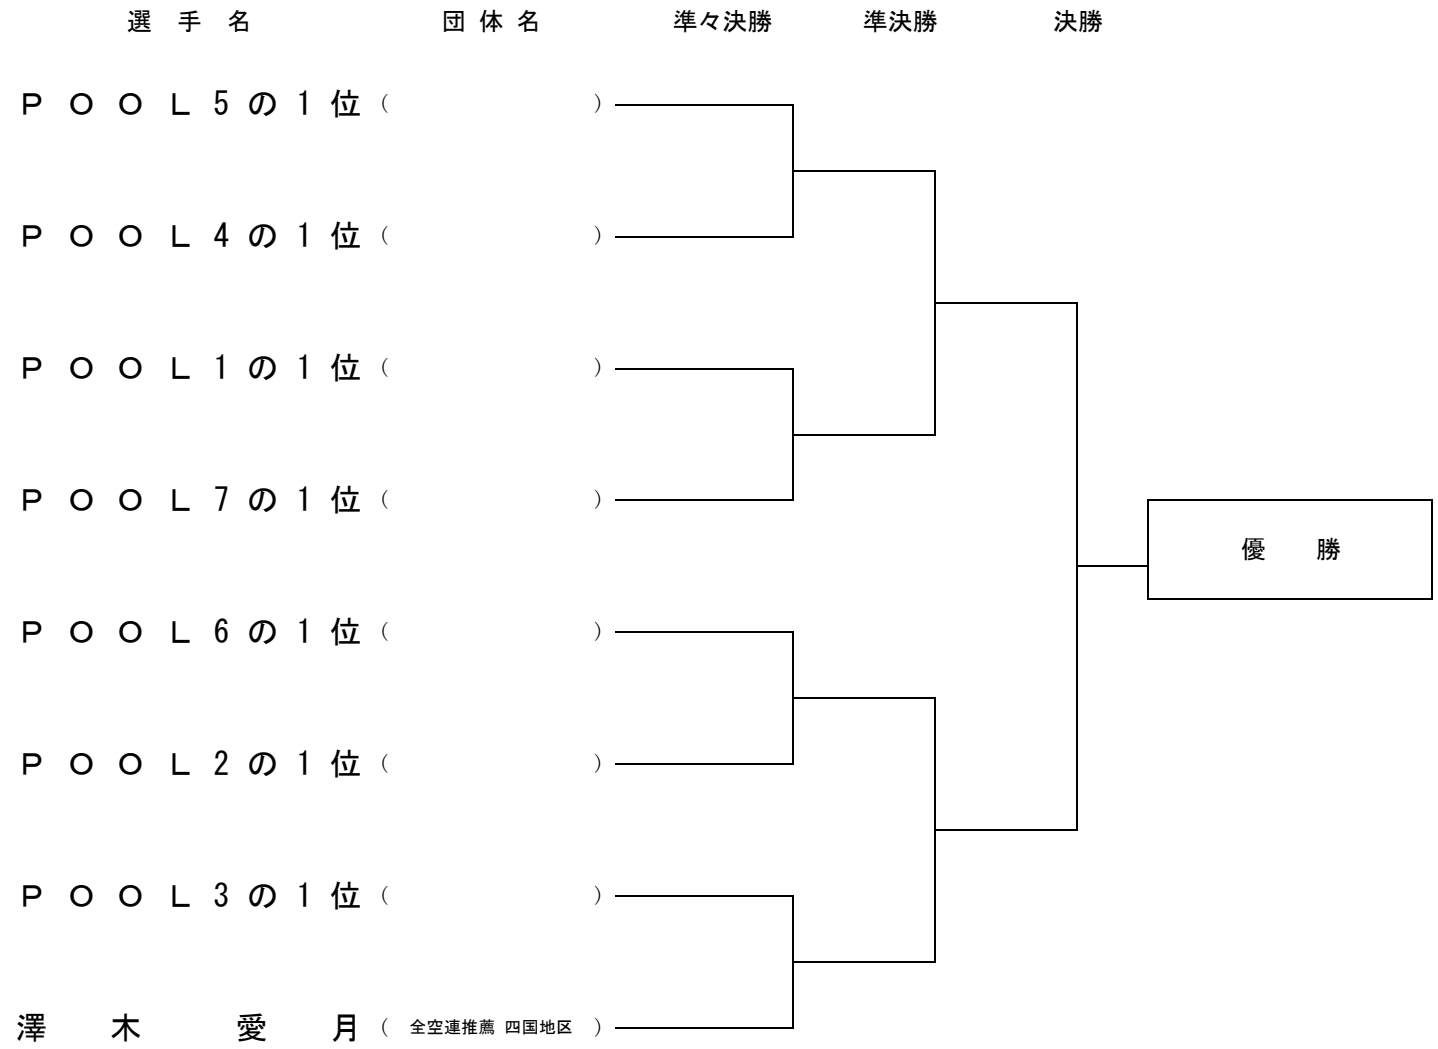 選 手 名 団 体 名 準々決勝 準決勝 決勝
ＰＯＯＬ5の1位（ ）
ＰＯＯＬ4の1位（ ）
ＰＯＯＬ1の1位（ ）
ＰＯＯＬ7の1位（ ）
優 勝
ＰＯＯＬ6の1位（ ）
ＰＯＯＬ2の1位（ ）
ＰＯＯＬ3の1位（ ）
澤 木 愛 月（ 全空連推薦 四国地区 ）